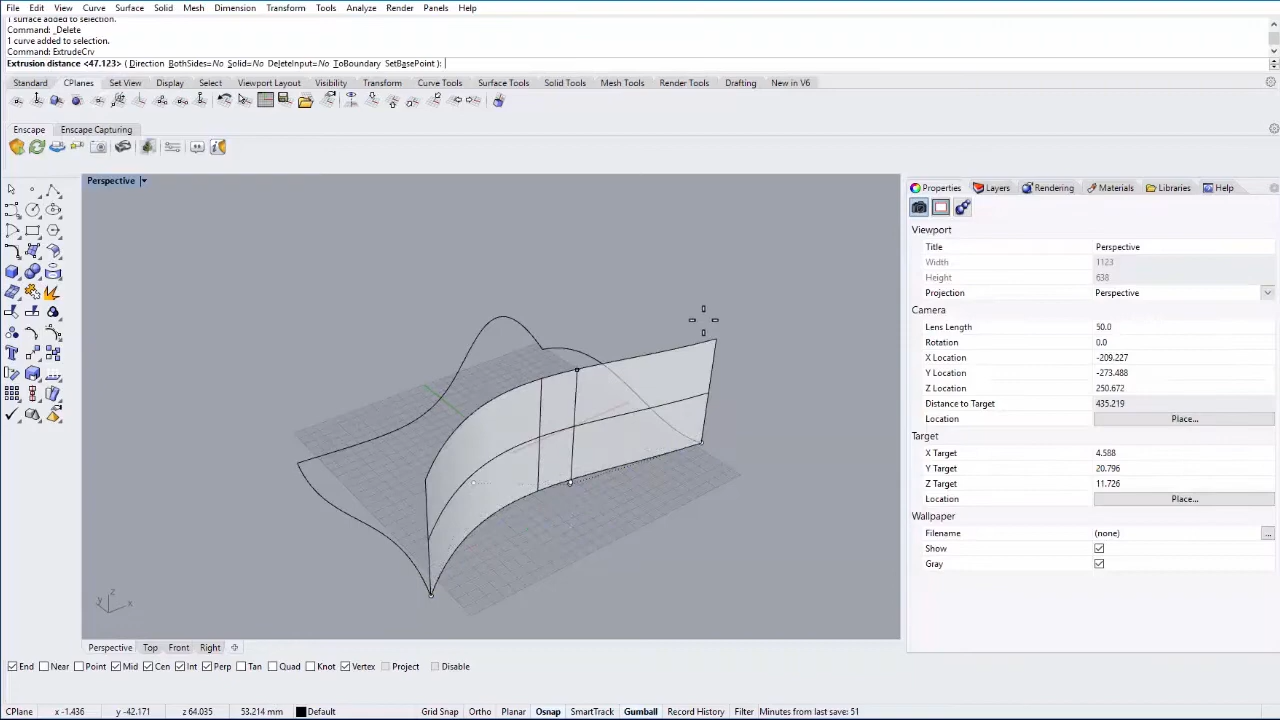 File Edit View Curve Surface Solid Mesh Dimension Transform Tools Analyze Render Panels Help
1 surface added to selection.
Command: _Delete
1 curve added to selection.
Command: ExtrudeCrv
Extrusion distance <47.123> ( Direction BothSides=No Solid=No DeleteInput=No ToBoundary SetBasePoint ):
Standard CPlanes Set View Display Select Viewport Layout Visibility Transform Curve Tools Surface Tools Solid Tools Mesh Tools Render Tools Drafting New in V6
Enscape Enscape Capturing
Perspective
Properties Layers Rendering Materials Libraries Help
Viewport
Title Perspective
Width 1123
Height 638
Projection Perspective
Camera
Lens Length 50.0
Rotation 0.0
X Location -209.227
Y Location -273.488
Z Location 250.672
Distance to Target 435.219
Location Place...
Target
X Target 4.588
Y Target 20.796
Z Target 11.726
Location Place...
Wallpaper
Filename (none) ...
Show
Gray
z
y
x
Perspective Top Front Right
End Near Point Mid Cen Int Perp Tan Quad Knot Vertex Project Disable
CPlane x -1.436 y -42.171 z 64.035 53.214 mm Default Grid Snap Ortho Planar Osnap SmartTrack Gumball Record History Filter Minutes from last save: 51